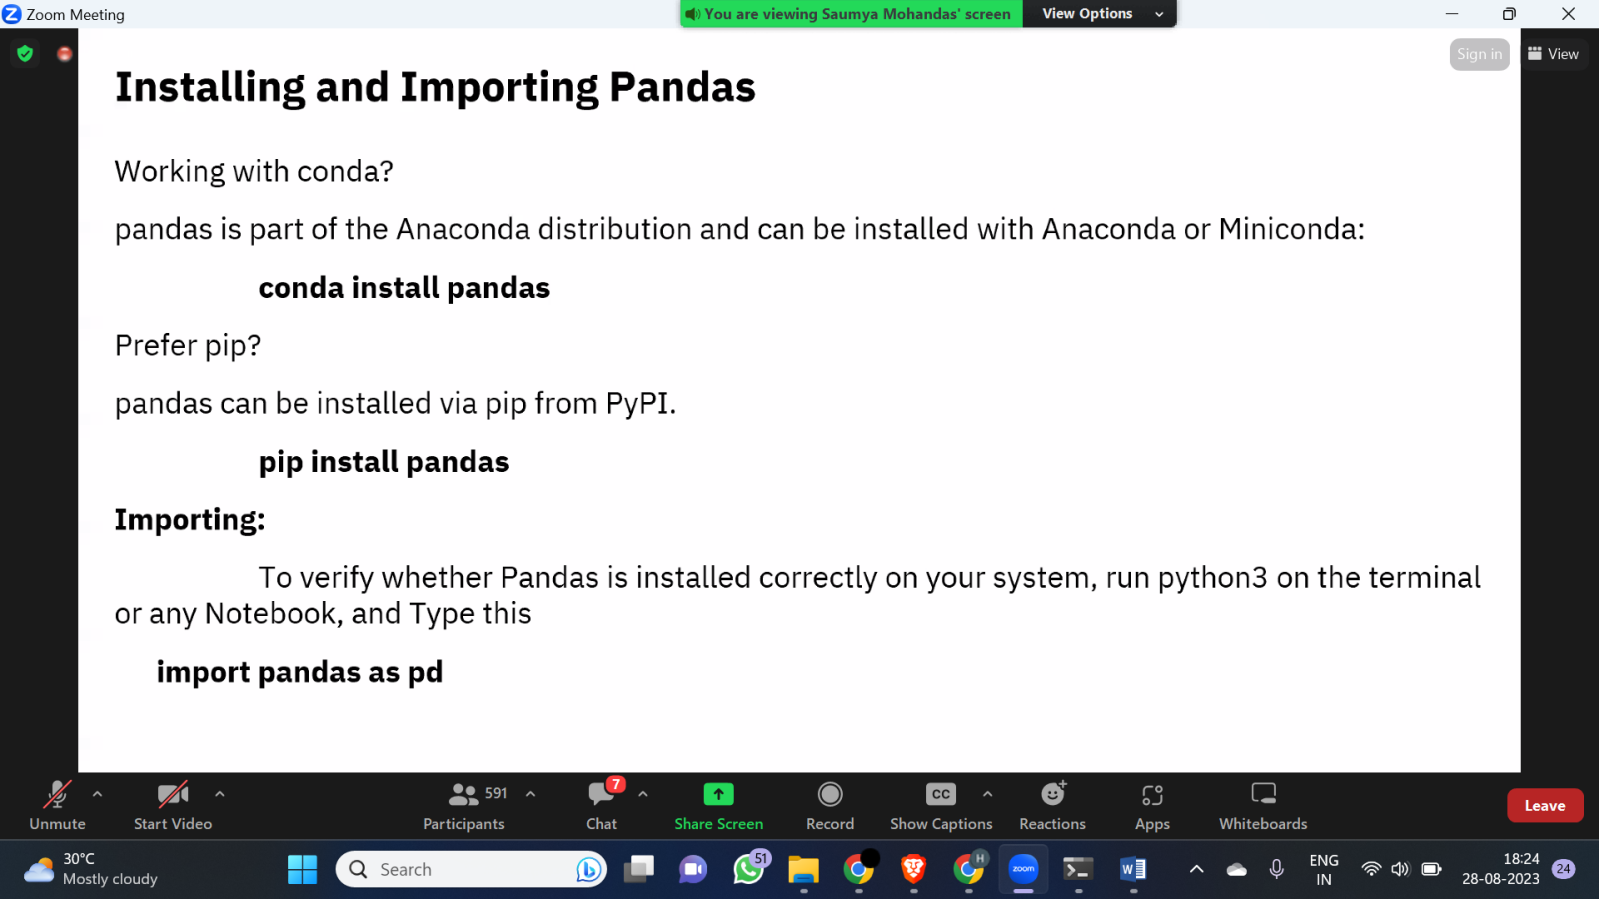 Zoom Meeting
You are viewing Saumya Mohandas' screen
View Options
Sign in
View
Installing and Importing Pandas
Working with conda?
pandas is part of the Anaconda distribution and can be installed with Anaconda or Miniconda:
conda install pandas
Prefer pip?
pandas can be installed via pip from PyPI.
pip install pandas
Importing:
To verify whether Pandas is installed correctly on your system, run python3 on the terminal
or any Notebook, and Type this
import pandas as pd
Unmute
Start Video
591
Participants
7
Chat
Share Screen
Record
CC
Show Captions
Reactions
Apps
Whiteboards
Leave
30°C
Mostly cloudy
Search
51
H
zoom
W
ENG
IN
18:24
28-08-2023
24